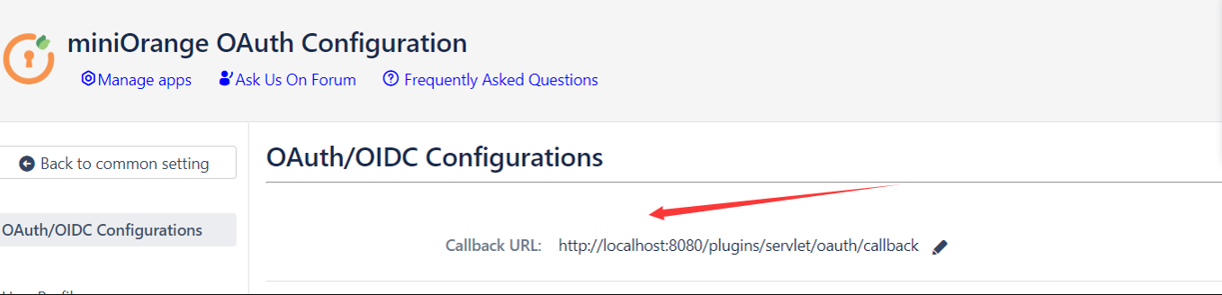 miniOrange OAuth Configuration
Manage apps Ask Us On Forum Frequently Asked Questions
Back to common setting
OAuth/OIDC Configurations
OAuth/OIDC Configurations
Callback URL: http://localhost:8080/plugins/servlet/oauth/callback